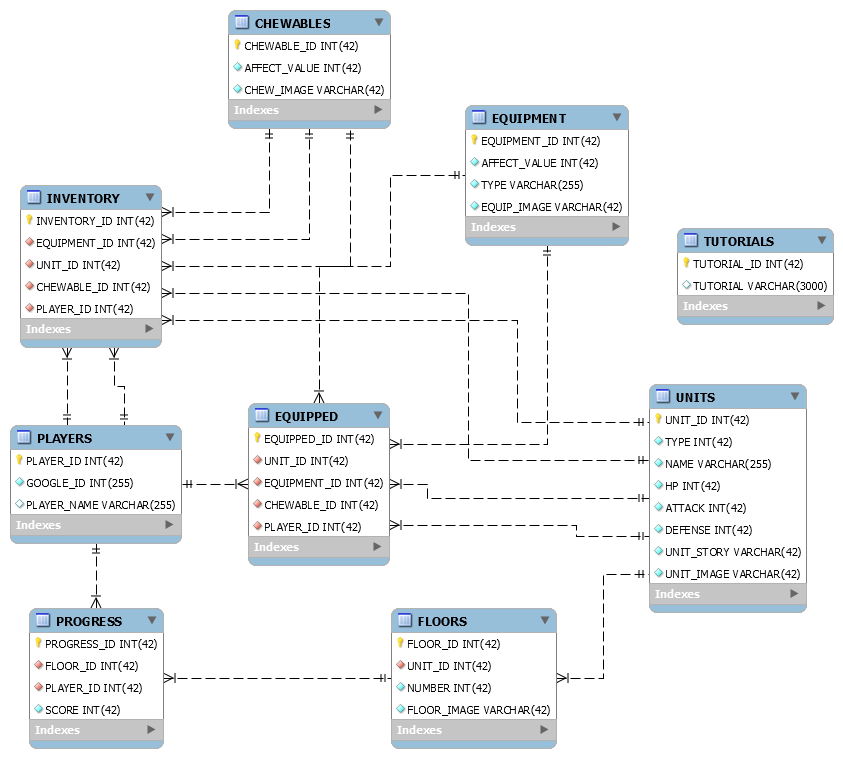 CHEWABLES
CHEWABLE_ID INT(42)
AFFECT_VALUE INT(42)
CHEW_IMAGE VARCHAR(42)
Indexes
EQUIPMENT
EQUIPMENT_ID INT(42)
AFFECT_VALUE INT(42)
TYPE VARCHAR(255)
EQUIP_IMAGE VARCHAR(42)
Indexes
INVENTORY
INVENTORY_ID INT(42)
EQUIPMENT_ID INT(42)
UNIT_ID INT(42)
CHEWABLE_ID INT(42)
PLAYER_ID INT(42)
Indexes
TUTORIALS
TUTORIAL_ID INT(42)
TUTORIAL VARCHAR(3000)
Indexes
UNITS
UNIT_ID INT(42)
TYPE INT(42)
NAME VARCHAR(255)
HP INT(42)
ATTACK INT(42)
DEFENSE INT(42)
UNIT_STORY VARCHAR(42)
UNIT_IMAGE VARCHAR(42)
Indexes
EQUIPPED
EQUIPPED_ID INT(42)
UNIT_ID INT(42)
EQUIPMENT_ID INT(42)
CHEWABLE_ID INT(42)
PLAYER_ID INT(42)
Indexes
PLAYERS
PLAYER_ID INT(42)
GOOGLE_ID INT(255)
PLAYER_NAME VARCHAR(255)
Indexes
PROGRESS
PROGRESS_ID INT(42)
FLOOR_ID INT(42)
PLAYER_ID INT(42)
SCORE INT(42)
Indexes
FLOORS
FLOOR_ID INT(42)
UNIT_ID INT(42)
NUMBER INT(42)
FLOOR_IMAGE VARCHAR(42)
Indexes